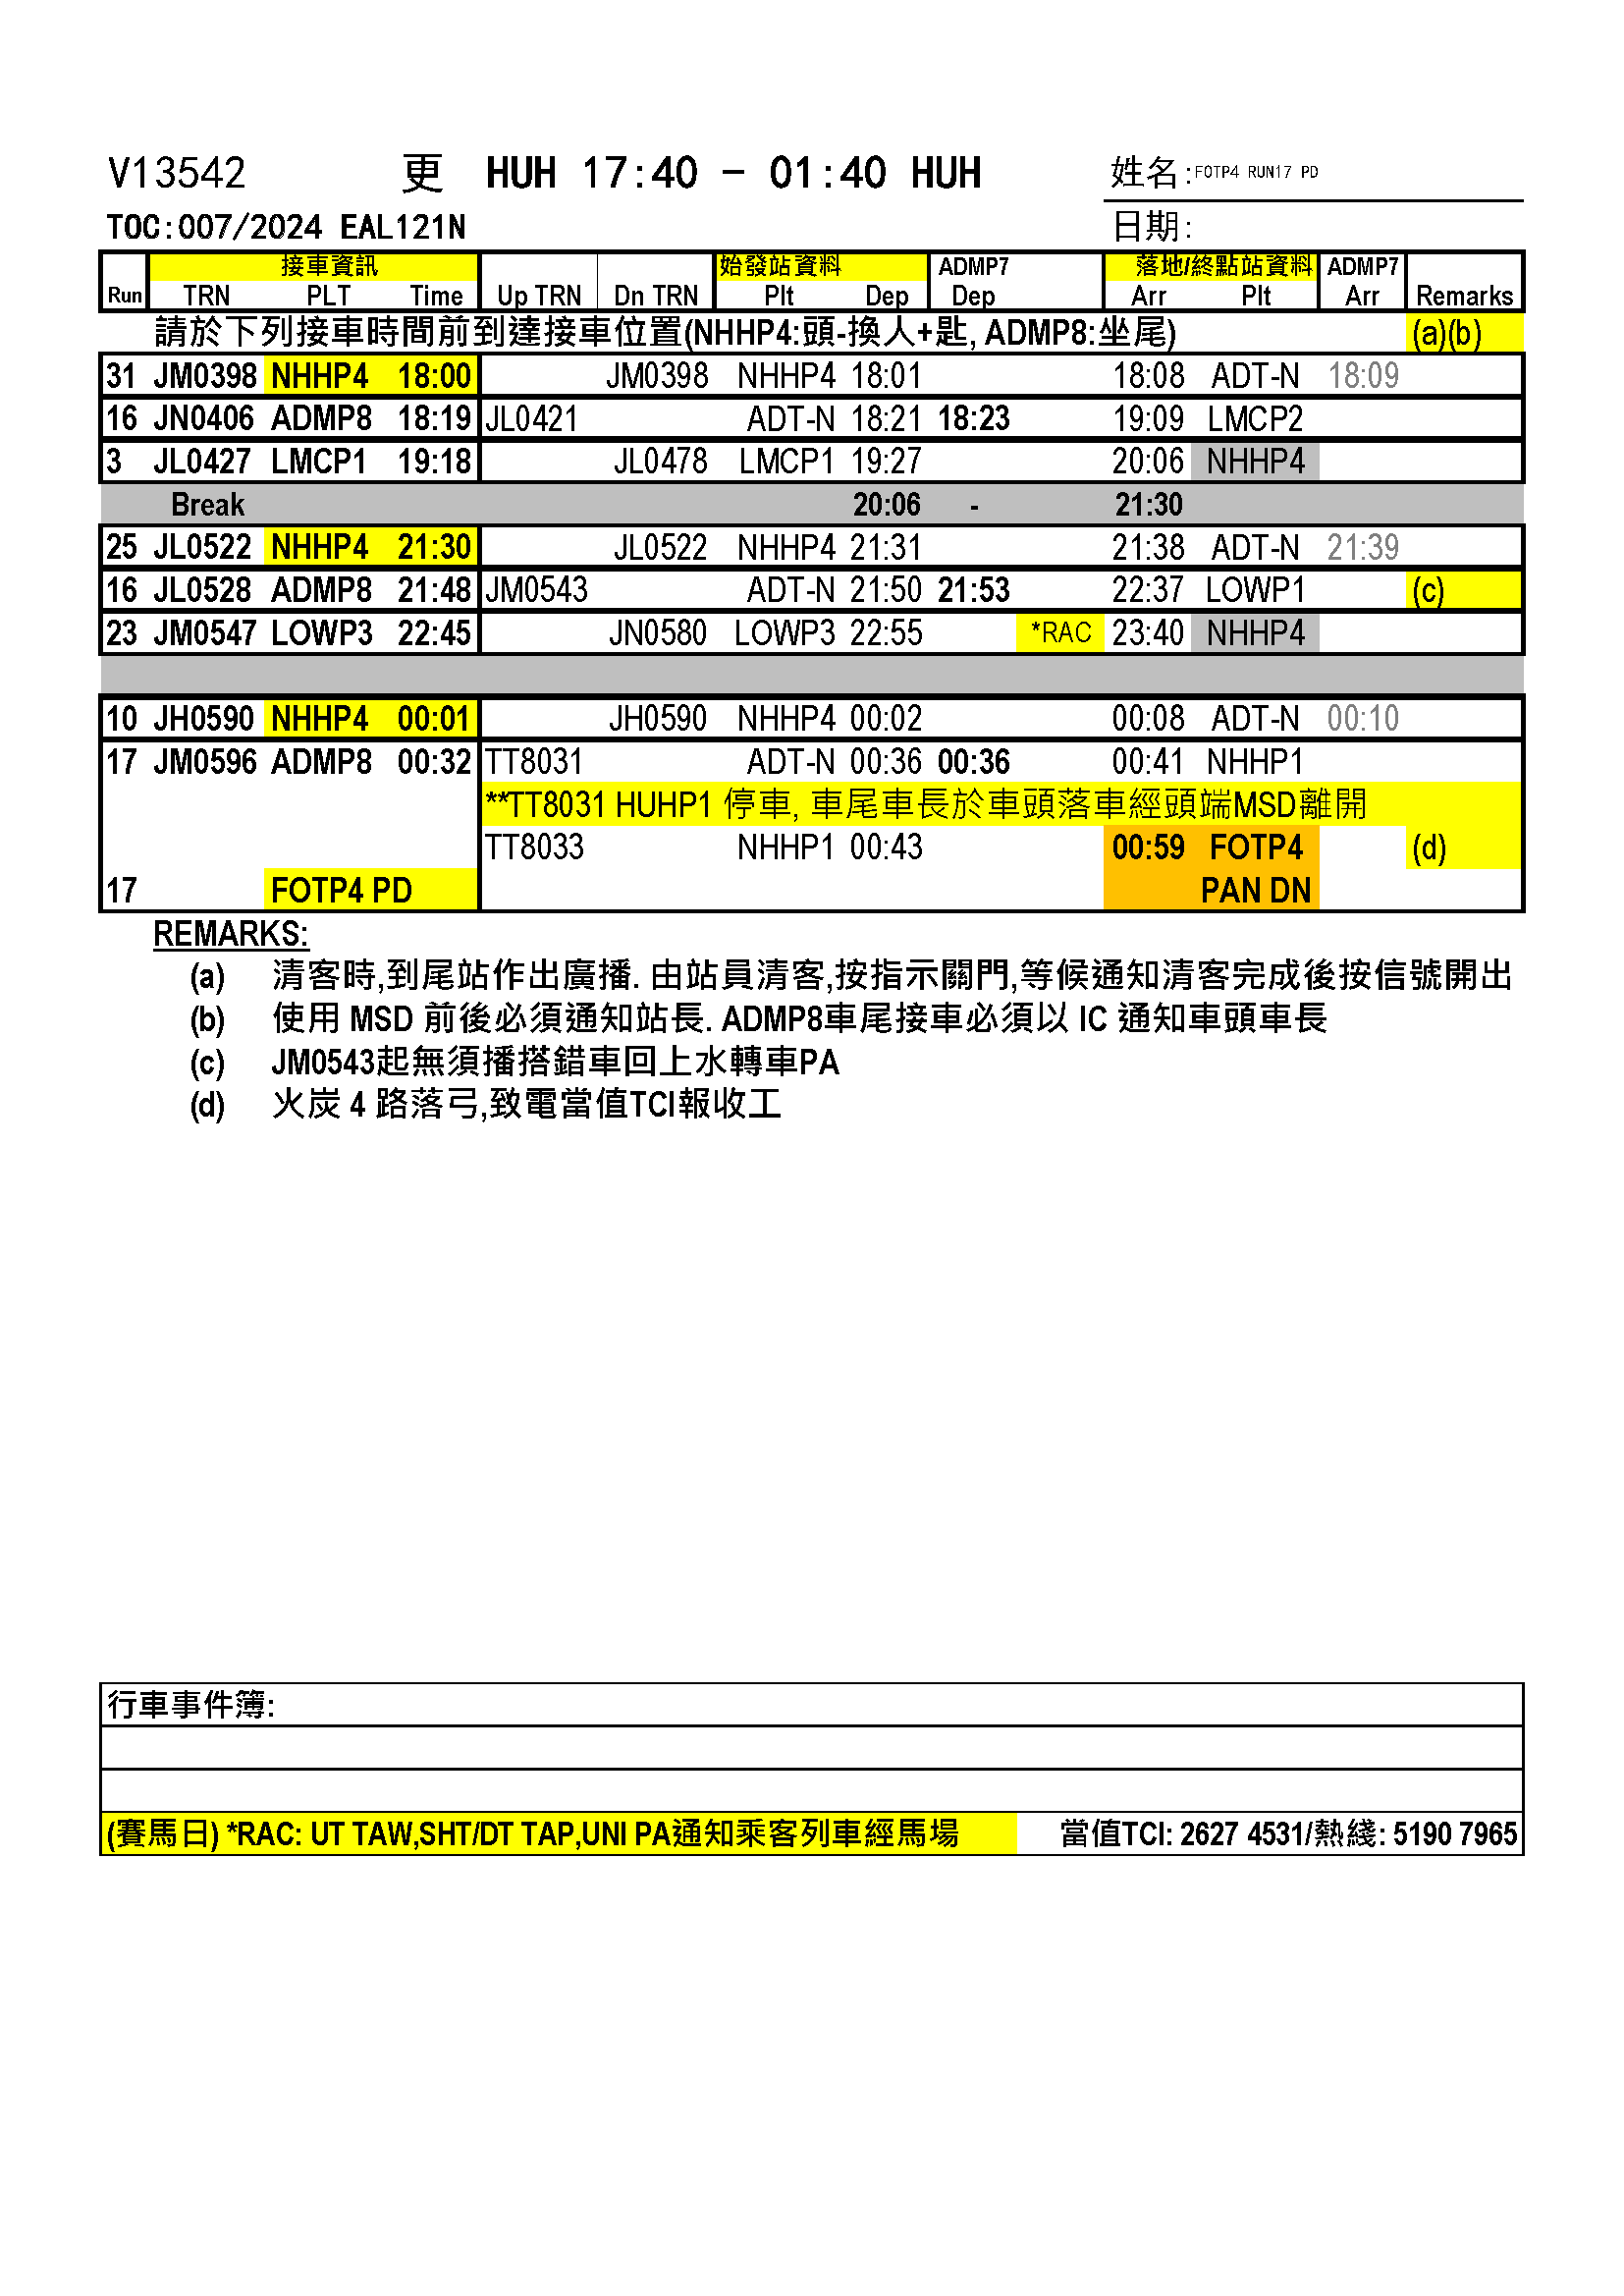 V13542 更 HUH 17:40 - 01:40 HUH 姓名:FOTP4 RUN17 PD
TOC:007/2024 EAL121N 日期:
接車資訊 始發站資料 ADMP7 落地/終點站資料 ADMP7
Run TRN PLT Time Up TRN Dn TRN Plt Dep Dep Arr Plt Arr Remarks
請於下列接車時間前到達接車位置(NHHP4:頭-換人+匙, ADMP8:坐尾) (a)(b)
31 JM0398 NHHP4 18:00 JM0398 NHHP4 18:01 18:08 ADT-N 18:09
16 JN0406 ADMP8 18:19 JL0421 ADT-N 18:21 18:23 19:09 LMCP2
3 JL0427 LMCP1 19:18 JL0478 LMCP1 19:27 20:06 NHHP4
Break 20:06 - 21:30
25 JL0522 NHHP4 21:30 JL0522 NHHP4 21:31 21:38 ADT-N 21:39
16 JL0528 ADMP8 21:48 JM0543 ADT-N 21:50 21:53 22:37 LOWP1 (c)
23 JM0547 LOWP3 22:45 JN0580 LOWP3 22:55 *RAC 23:40 NHHP4
10 JH0590 NHHP4 00:01 JH0590 NHHP4 00:02 00:08 ADT-N 00:10
17 JM0596 ADMP8 00:32 TT8031 ADT-N 00:36 00:36 00:41 NHHP1
**TT8031 HUHP1 停車, 車尾車長於車頭落車經頭端MSD離開
TT8033 NHHP1 00:43 00:59 FOTP4 (d)
17 FOTP4 PD PAN DN
REMARKS:
(a) 清客時,到尾站作出廣播. 由站員清客,按指示關門,等候通知清客完成後按信號開出
(b) 使用 MSD 前後必須通知站長. ADMP8車尾接車必須以 IC 通知車頭車長
(c) JM0543起無須播搭錯車回上水轉車PA
(d) 火炭 4 路落弓,致電當值TCI報收工
行車事件簿:
(賽馬日) *RAC: UT TAW,SHT/DT TAP,UNI PA通知乘客列車經馬場 當值TCI: 2627 4531/熱綫: 5190 7965